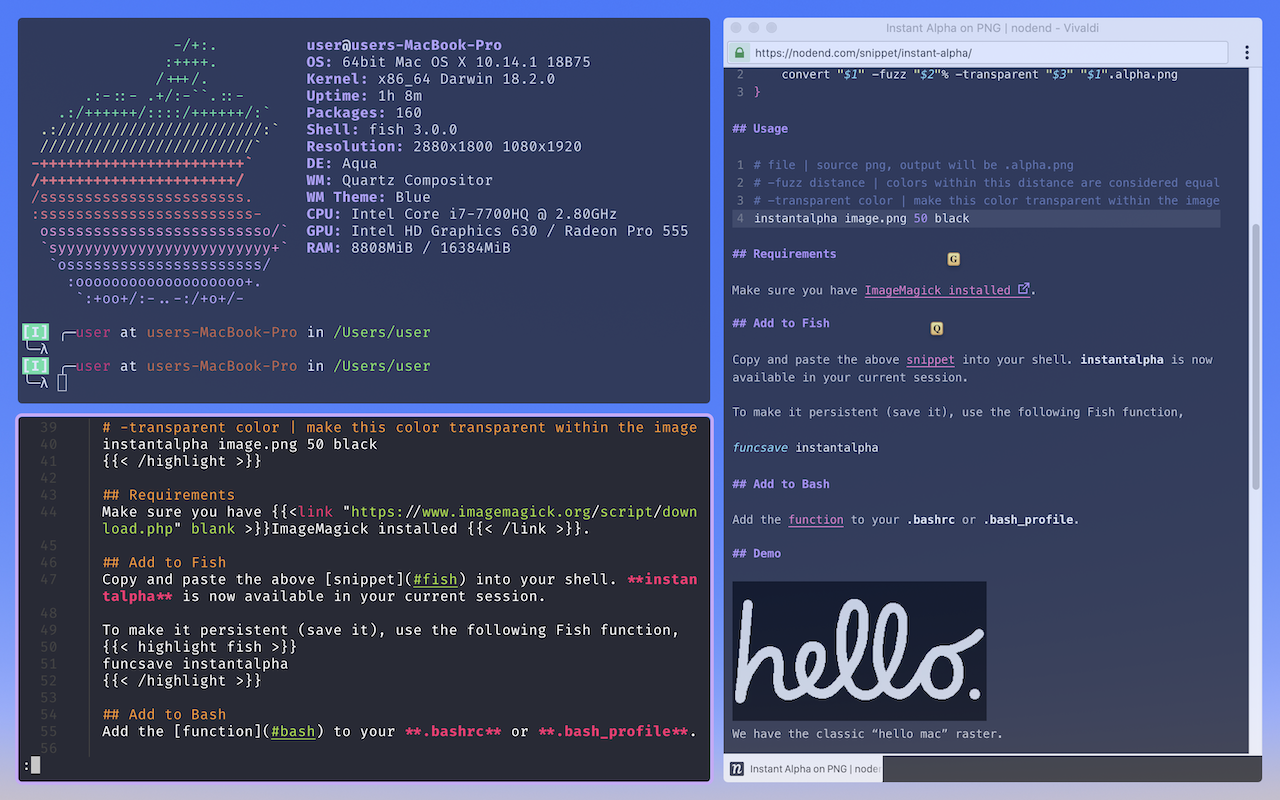 user@users-MacBook-Pro
OS: 64bit Mac OS X 10.14.1 18B75
Kernel: x86_64 Darwin 18.2.0
Uptime: 1h 8m
Packages: 160
Shell: fish 3.0.0
Resolution: 2880x1800 1080x1920
DE: Aqua
WM: Quartz Compositor
WM Theme: Blue
CPU: Intel Core i7-7700HQ @ 2.80GHz
GPU: Intel HD Graphics 630 / Radeon Pro 555
RAM: 8808MiB / 16384MiB
-/+:.
:++++.
/+++/.
.:-::- .+/:-``.::-
.:/++++++/::::/++++++/:`
.:///////////////////////:`
////////////////////////`
-+++++++++++++++++++++++`
/++++++++++++++++++++++/
/sssssssssssssssssssssss.
:ssssssssssssssssssssssss-
osssssssssssssssssssssssso/`
`syyyyyyyyyyyyyyyyyyyyyyyy+`
`ossssssssssssssssssssss/
:ooooooooooooooooooo+.
`:+oo+/:-..-:/+o+/-
[I] ╭─user at users-MacBook-Pro in /Users/user
╰─λ
[I] ╭─user at users-MacBook-Pro in /Users/user
╰─λ
39 # -transparent color | make this color transparent within the image
40 instantalpha image.png 50 black
41 {{< /highlight >}}
42
43 ## Requirements
44 Make sure you have {{<link "https://www.imagemagick.org/script/down
load.php" blank >}}ImageMagick installed {{< /link >}}.
45
46 ## Add to Fish
47 Copy and paste the above [snippet](#fish) into your shell. **instan
talpha** is now available in your current session.
48
49 To make it persistent (save it), use the following Fish function,
50 {{< highlight fish >}}
51 funcsave instantalpha
52 {{< /highlight >}}
53
54 ## Add to Bash
55 Add the [function](#bash) to your **.bashrc** or **.bash_profile**.
56
:
Instant Alpha on PNG | nodend - Vivaldi
https://nodend.com/snippet/instant-alpha/
2 convert "$1" -fuzz "$2"% -transparent "$3" "$1".alpha.png
3 }
## Usage
1 # file | source png, output will be .alpha.png
2 # -fuzz distance | colors within this distance are considered equal
3 # -transparent color | make this color transparent within the image
4 instantalpha image.png 50 black
## Requirements
G
Make sure you have ImageMagick installed.
## Add to Fish
Q
Copy and paste the above snippet into your shell. instantalpha is now
available in your current session.
To make it persistent (save it), use the following Fish function,
funcsave instantalpha
## Add to Bash
Add the function to your .bashrc or .bash_profile.
## Demo
hello.
We have the classic “hello mac” raster.
n Instant Alpha on PNG | noden